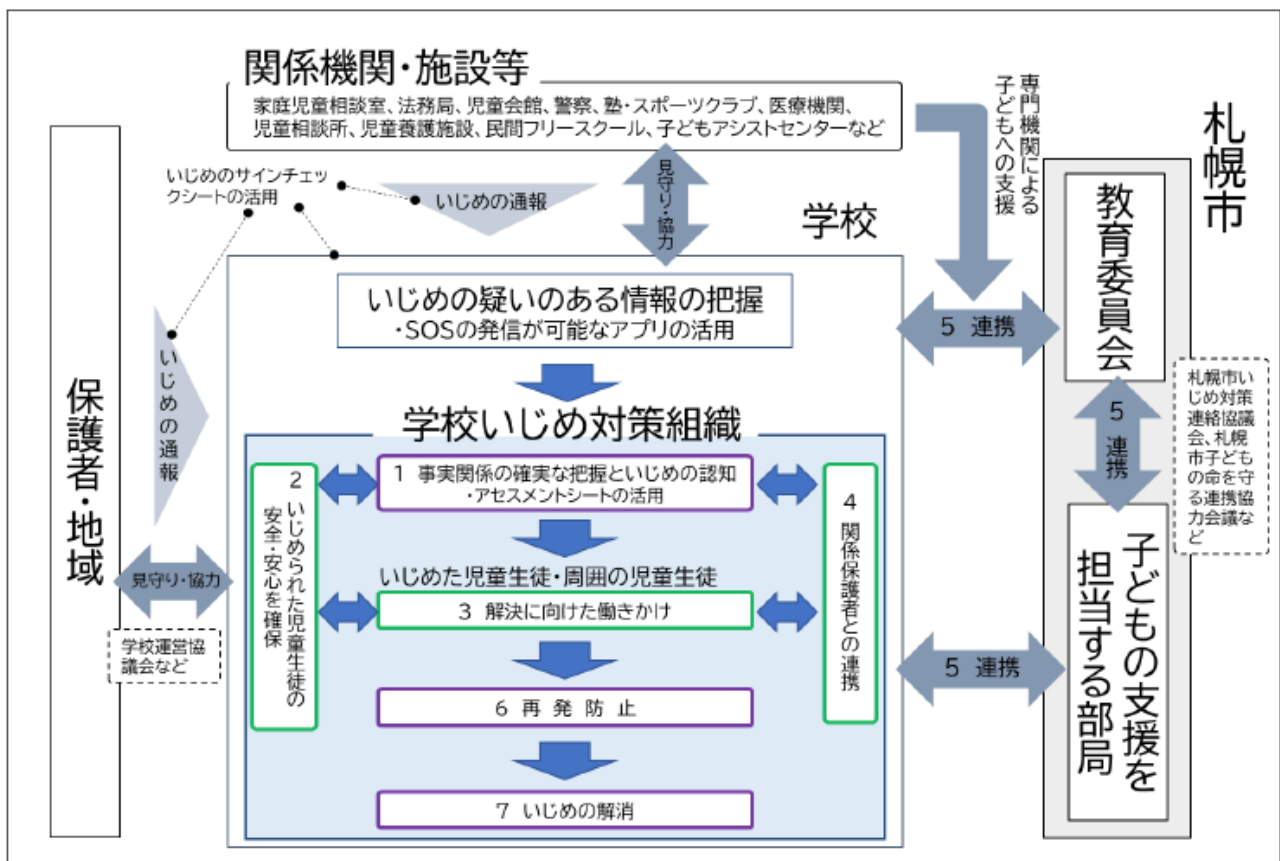 関係機関・施設等
家庭児童相談室、法務局、児童会館、警察、塾・スポーツクラブ、医療機関、
児童相談所、児童養護施設、民間フリースクール、子どもアシストセンターなど
専門機関による
子どもへの支援
札幌市
いじめのサインチェッ
クシートの活用
いじめの通報
見守り・協力
学校
いじめの疑いのある情報の把握
・SOSの発信が可能なアプリの活用
5 連携
教育委員会
いじめの通報
保護者・地域
札幌市い
じめ対策
連絡協議
会、札幌
市子ども
の命を守
る連携協
力会議な
ど
5 連携
学校いじめ対策組織
1 事実関係の確実な把握といじめの認知
・アセスメントシートの活用
2 いじめられた児童生徒の
安全・安心を確保
4 関係保護者との連携
いじめた児童生徒・周囲の児童生徒
3 解決に向けた働きかけ
見守り・協力
学校運営協
議会など
5 連携
子どもの支援を
担当する部局
6 再発防止
7 いじめの解消